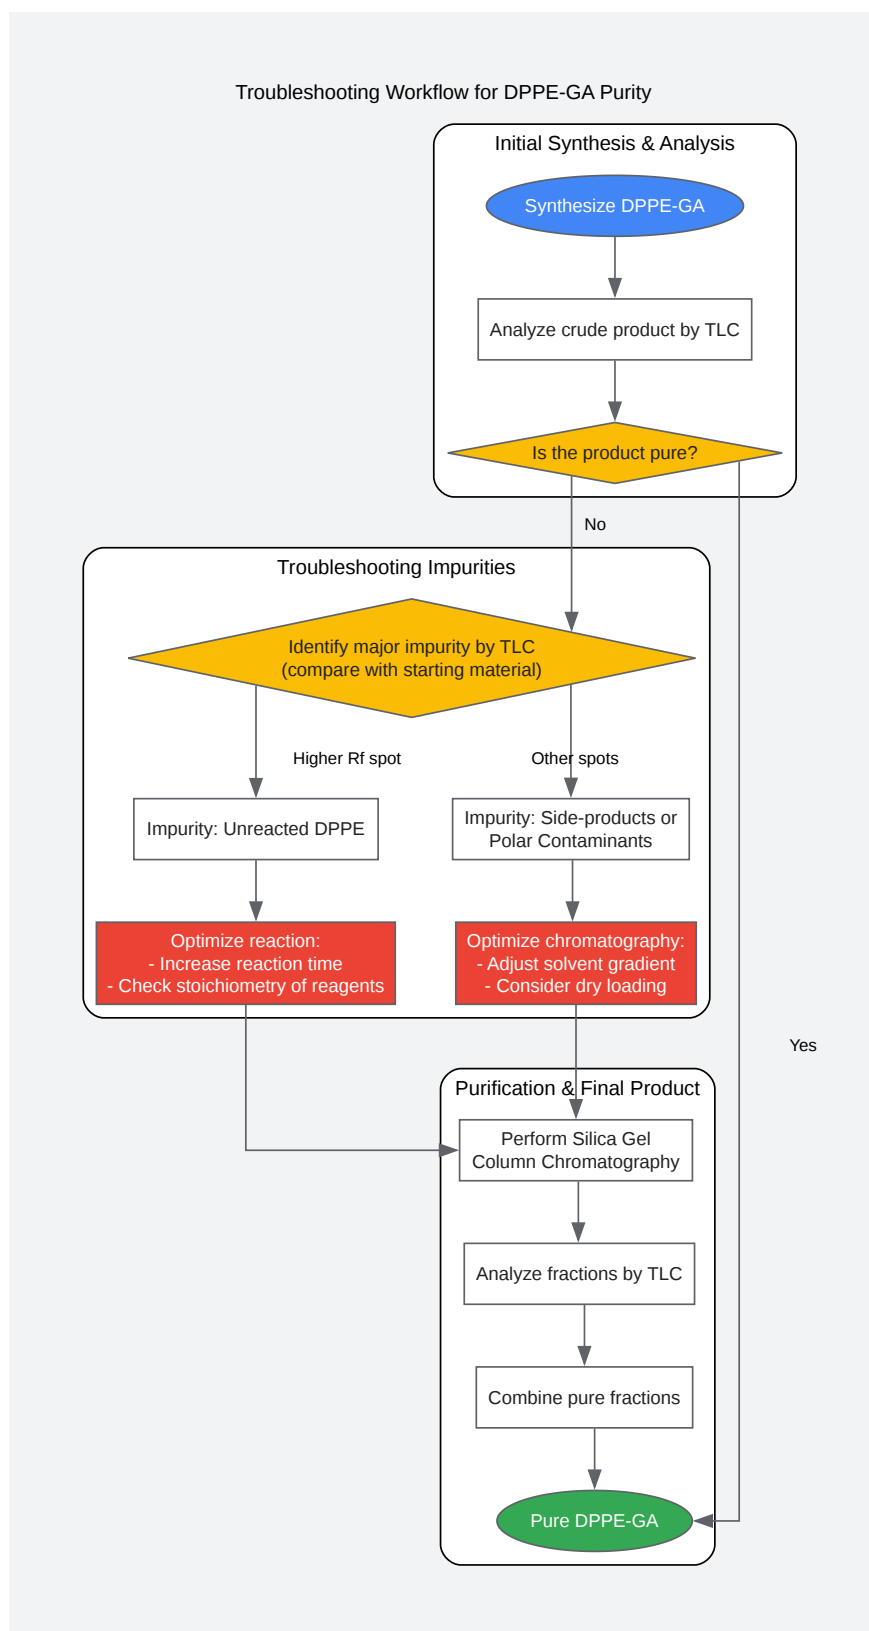 Troubleshooting Workflow for DPPE-GA Purity
Initial Synthesis & Analysis
Synthesize DPPE-GA
Analyze crude product by TLC
Is the product pure?
No
Troubleshooting Impurities
Identify major impurity by TLC
(compare with starting material)
Higher Rf spot
Other spots
Impurity: Unreacted DPPE
Impurity: Side-products or
Polar Contaminants
Optimize reaction:
- Increase reaction time
- Check stoichiometry of reagents
Optimize chromatography:
- Adjust solvent gradient
- Consider dry loading
Yes
Purification & Final Product
Perform Silica Gel
Column Chromatography
Analyze fractions by TLC
Combine pure fractions
Pure DPPE-GA